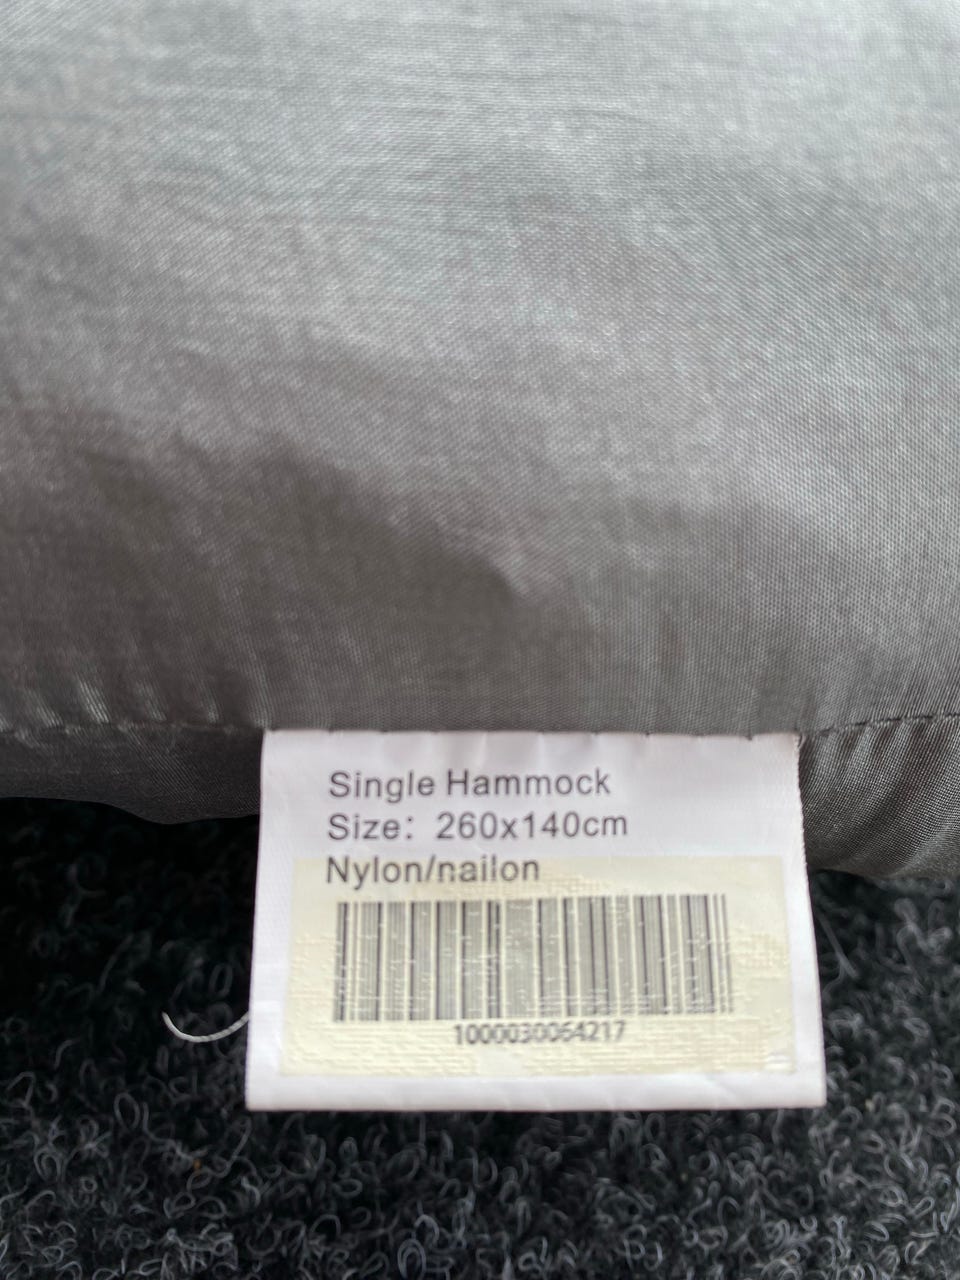 Single Hammock
Size: 260x140cm
Nylon/nailon
1000030064217